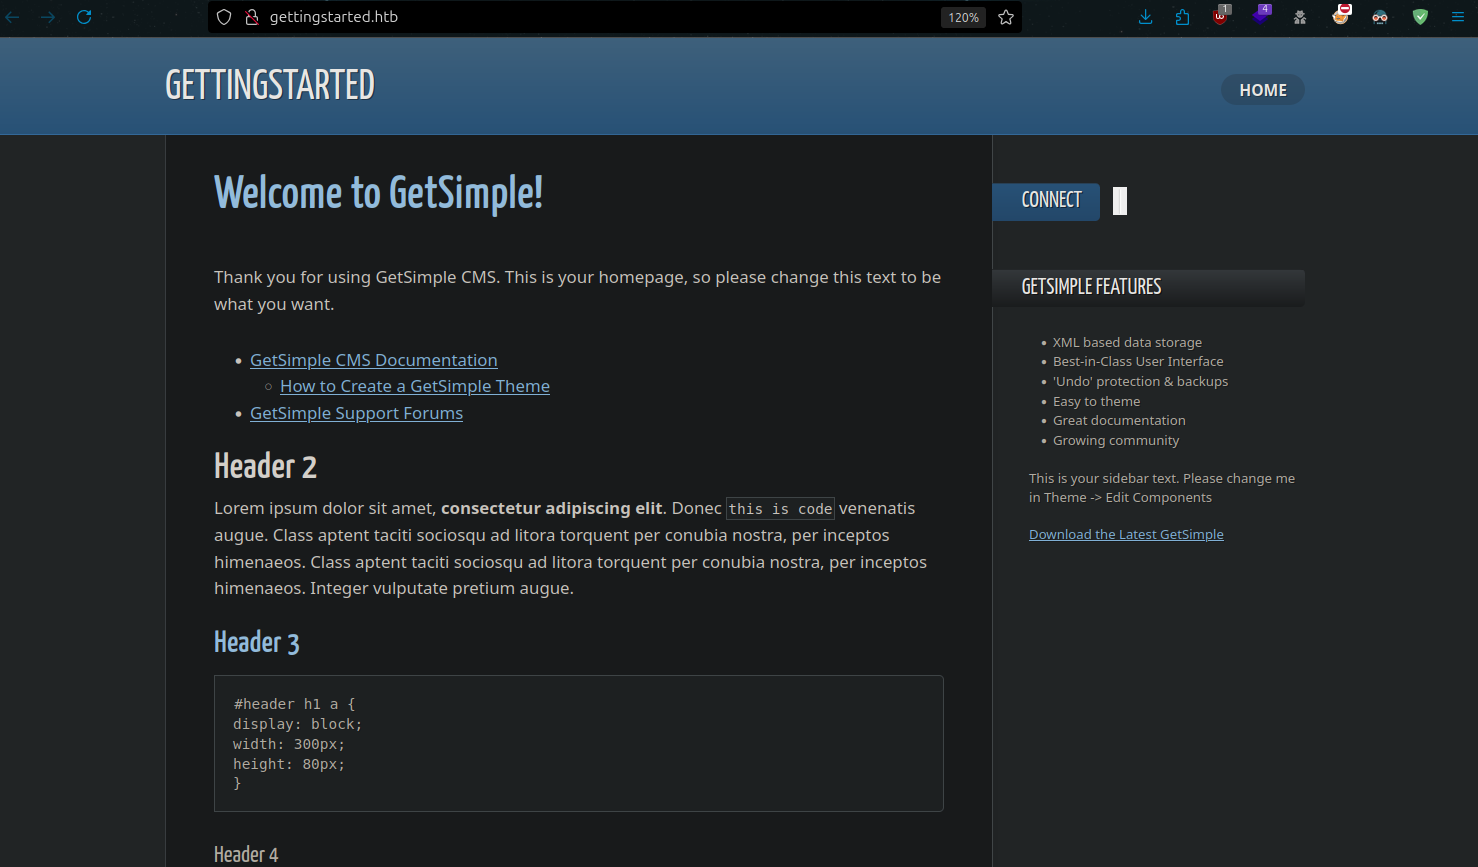 gettingstarted.htb
120%
1
4
GETTINGSTARTED
HOME
Welcome to GetSimple!
Thank you for using GetSimple CMS. This is your homepage, so please change this text to be
what you want.
GetSimple CMS Documentation
How to Create a GetSimple Theme
GetSimple Support Forums
Header 2
Lorem ipsum dolor sit amet, consectetur adipiscing elit. Donec this is code venenatis
augue. Class aptent taciti sociosqu ad litora torquent per conubia nostra, per inceptos
himenaeos. Class aptent taciti sociosqu ad litora torquent per conubia nostra, per inceptos
himenaeos. Integer vulputate pretium augue.
Header 3
#header h1 a {
display: block;
width: 300px;
height: 80px;
}
Header 4
CONNECT
GETSIMPLE FEATURES
XML based data storage
Best-in-Class User Interface
'Undo' protection & backups
Easy to theme
Great documentation
Growing community
This is your sidebar text. Please change me
in Theme -> Edit Components
Download the Latest GetSimple